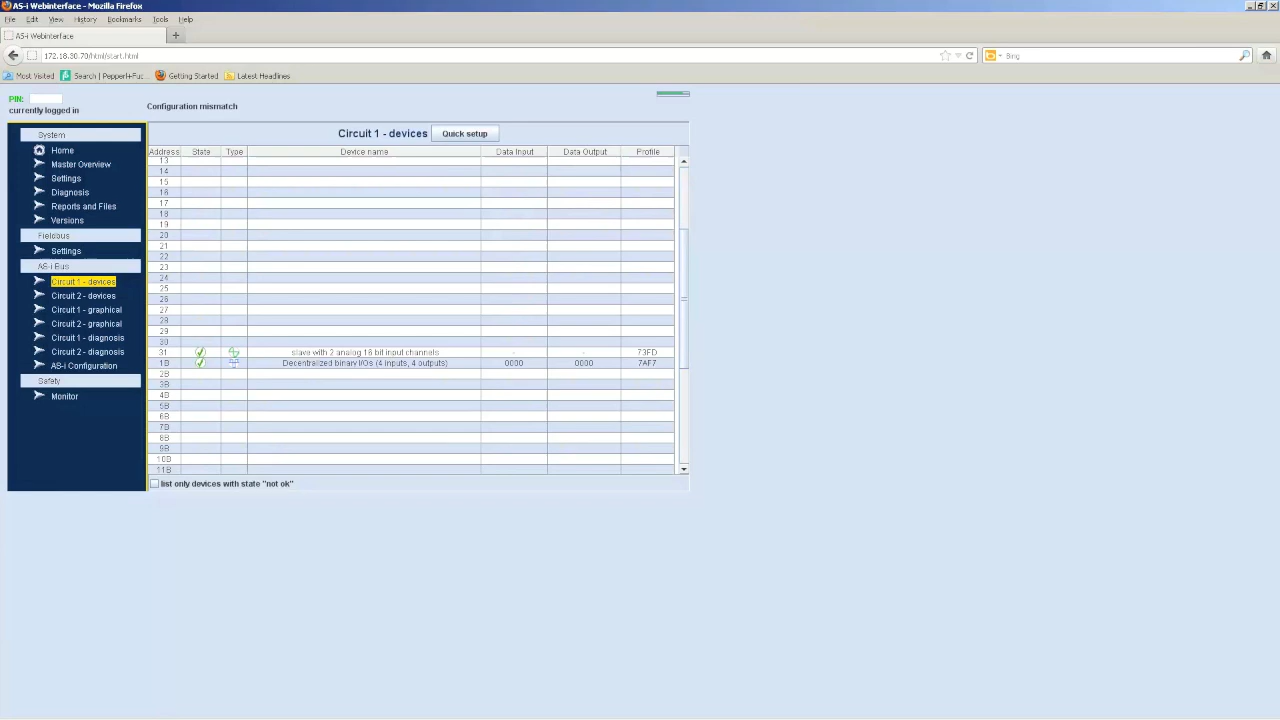 AS-i Webinterface - Mozilla Firefox
File Edit View History Bookmarks Tools Help
AS-i Webinterface
172.18.30.70/html/start.html
Bing
Most Visited Search | Pepperl+Fuc... Getting Started Latest Headlines
PIN:
currently logged in
Configuration mismatch
System
Home
Master Overview
Settings
Diagnosis
Reports and Files
Versions
Fieldbus
Settings
AS-i Bus
Circuit 1 - devices
Circuit 2 - devices
Circuit 1 - graphical
Circuit 2 - graphical
Circuit 1 - diagnosis
Circuit 2 - diagnosis
AS-i Configuration
Safety
Monitor
Circuit 1 - devices Quick setup
Address State Type Device name Data Input Data Output Profile
13
14
15
16
17
18
19
20
21
22
23
24
25
26
27
28
29
30
31 slave with 2 analog 16 bit input channels - - 73FD
1B Decentralized binary I/Os (4 inputs, 4 outputs) 0000 0000 7AF7
2B
3B
4B
5B
6B
7B
8B
9B
10B
11B
list only devices with state "not ok"